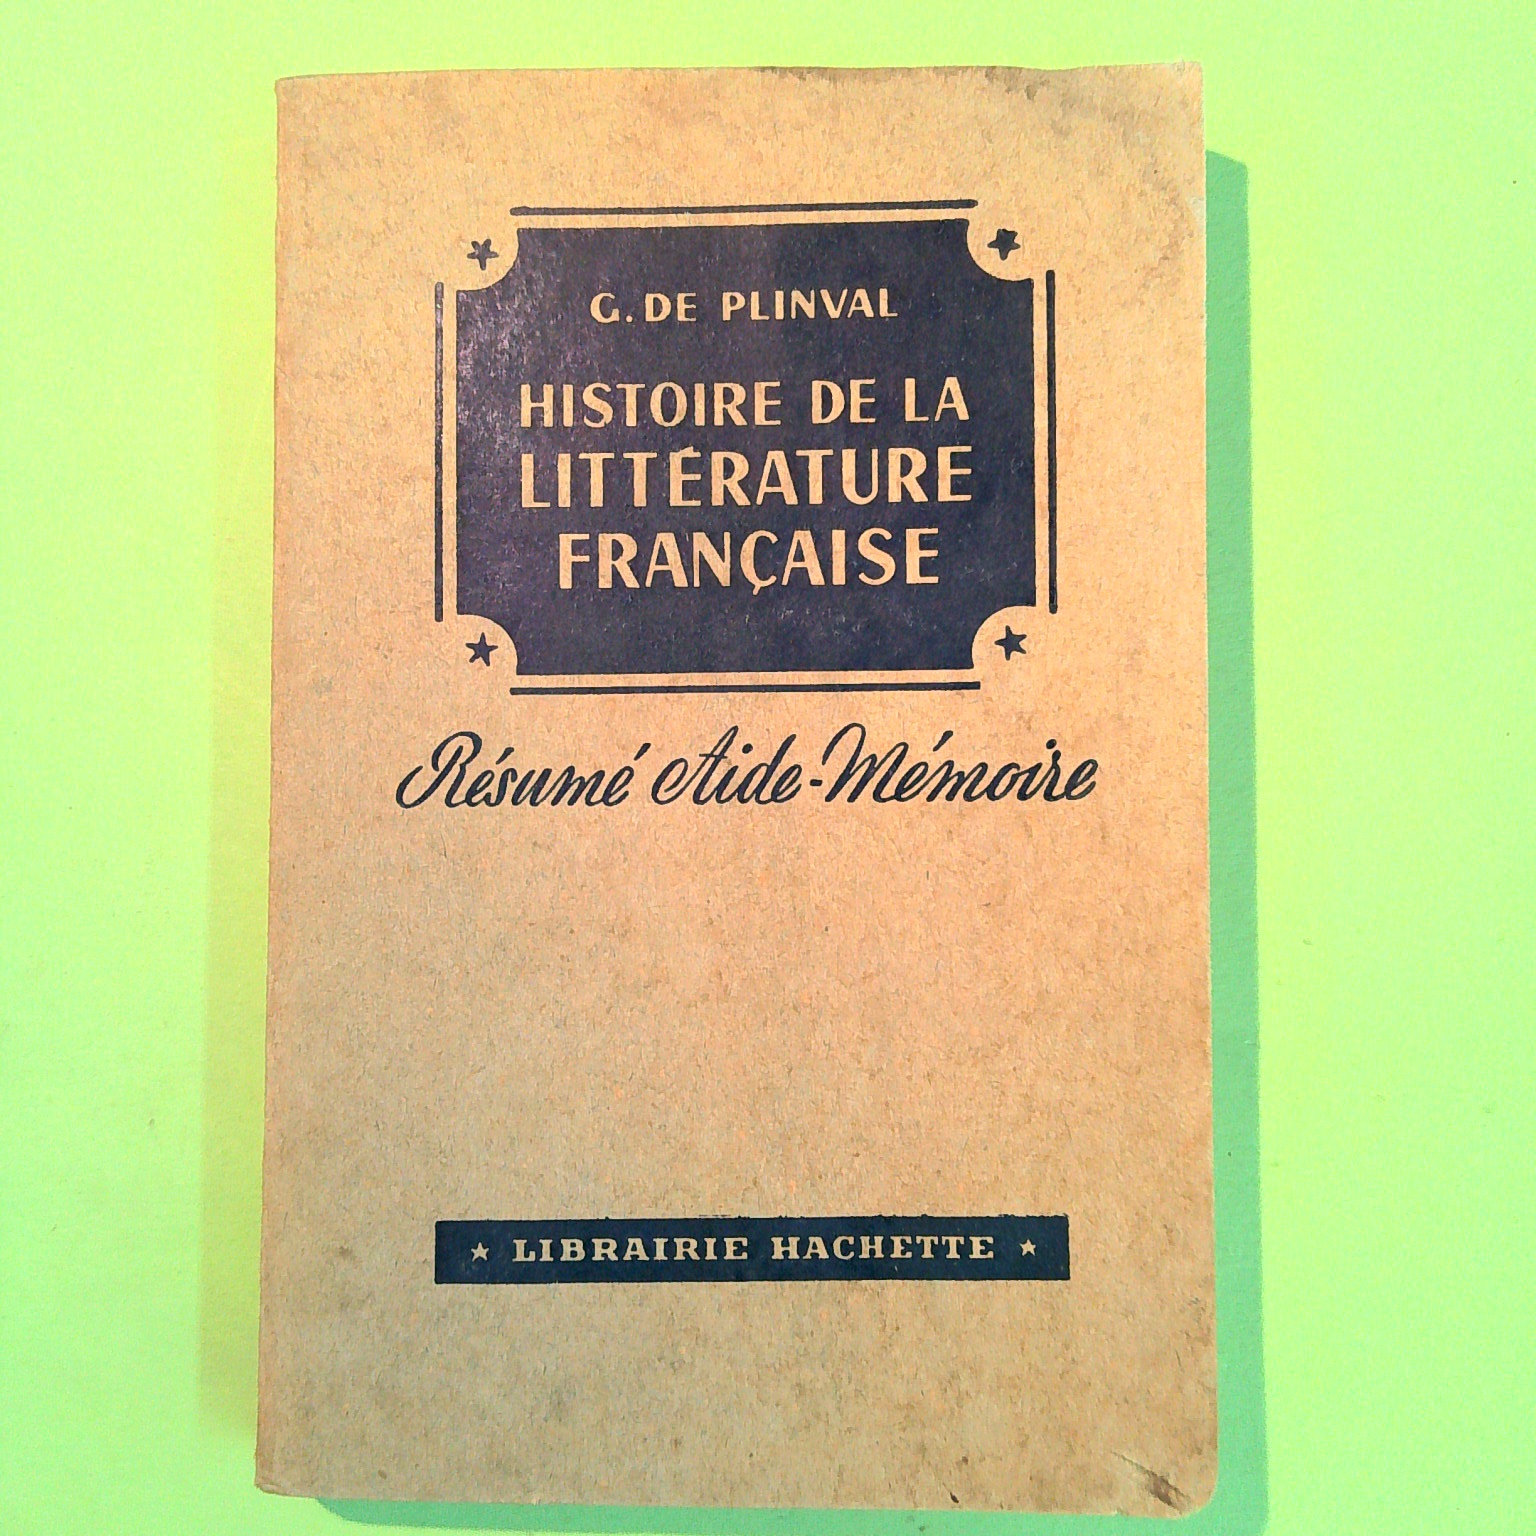 G. DE PLINVAL
HISTOIRE DE LA
LITTÉRATURE
FRANÇAISE
Résumé Aide-Mémoire
★ LIBRAIRIE HACHETTE ★